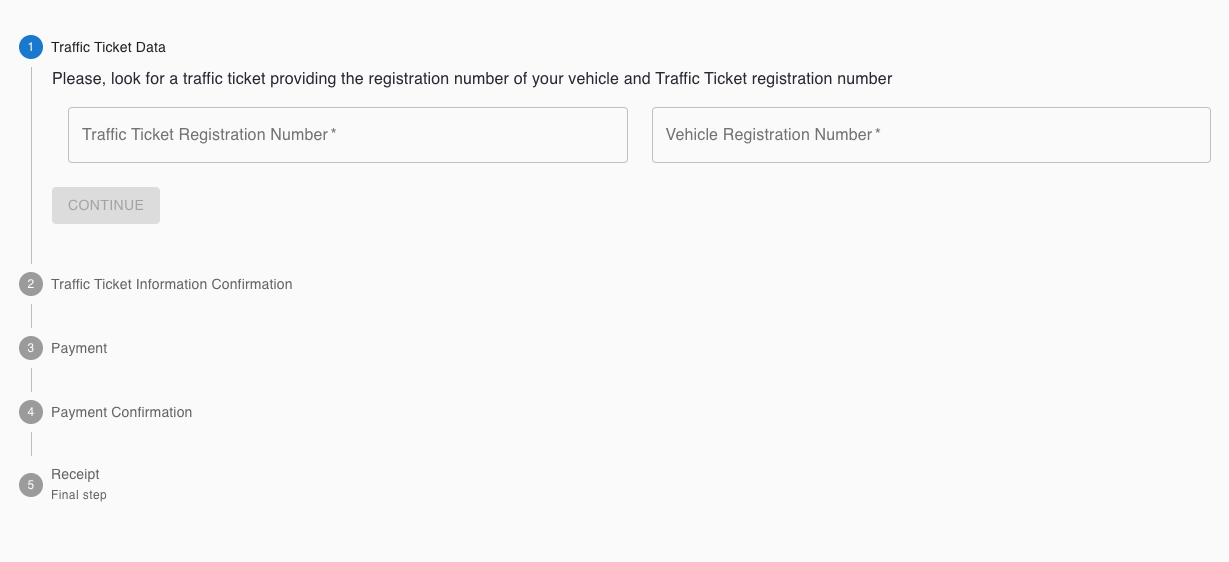 1 Traffic Ticket Data
Please, look for a traffic ticket providing the registration number of your vehicle and Traffic Ticket registration number
Traffic Ticket Registration Number *
Vehicle Registration Number *
CONTINUE
2 Traffic Ticket Information Confirmation
3 Payment
4 Payment Confirmation
5 Receipt
Final step